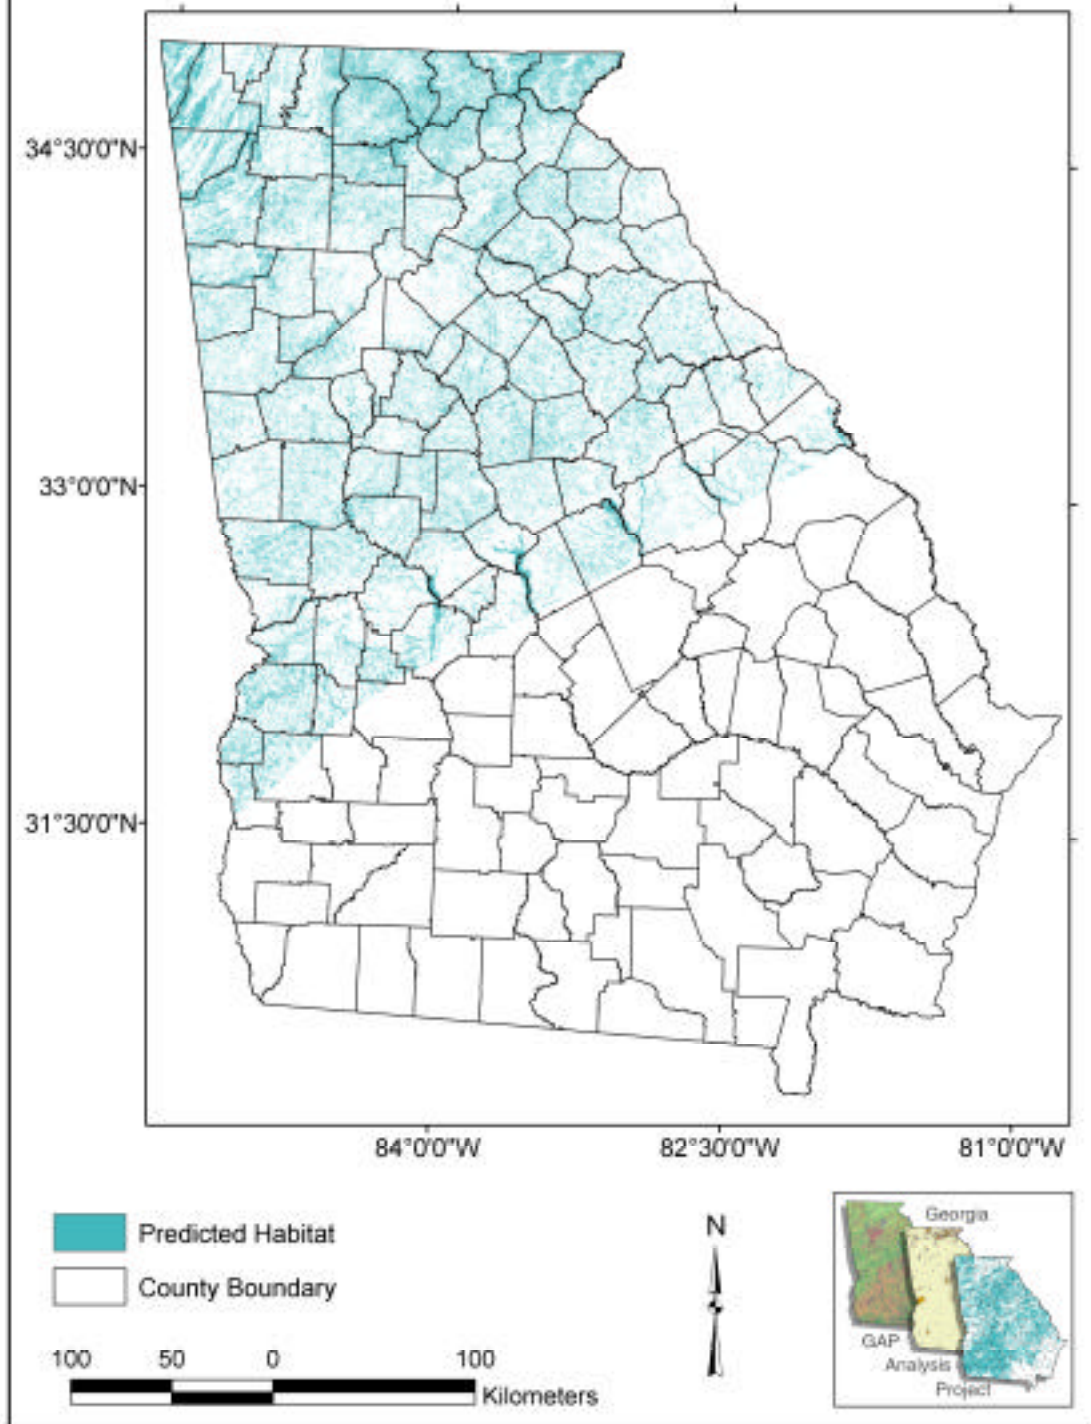 34°30'0"N
33°0'0"N
31°30'0"N
84°0'0"W
82°30'0"W
81°0'0"W
Predicted Habitat
County Boundary
100 50 0 100
Kilometers
N
Georgia
GAP
Analysis
Project